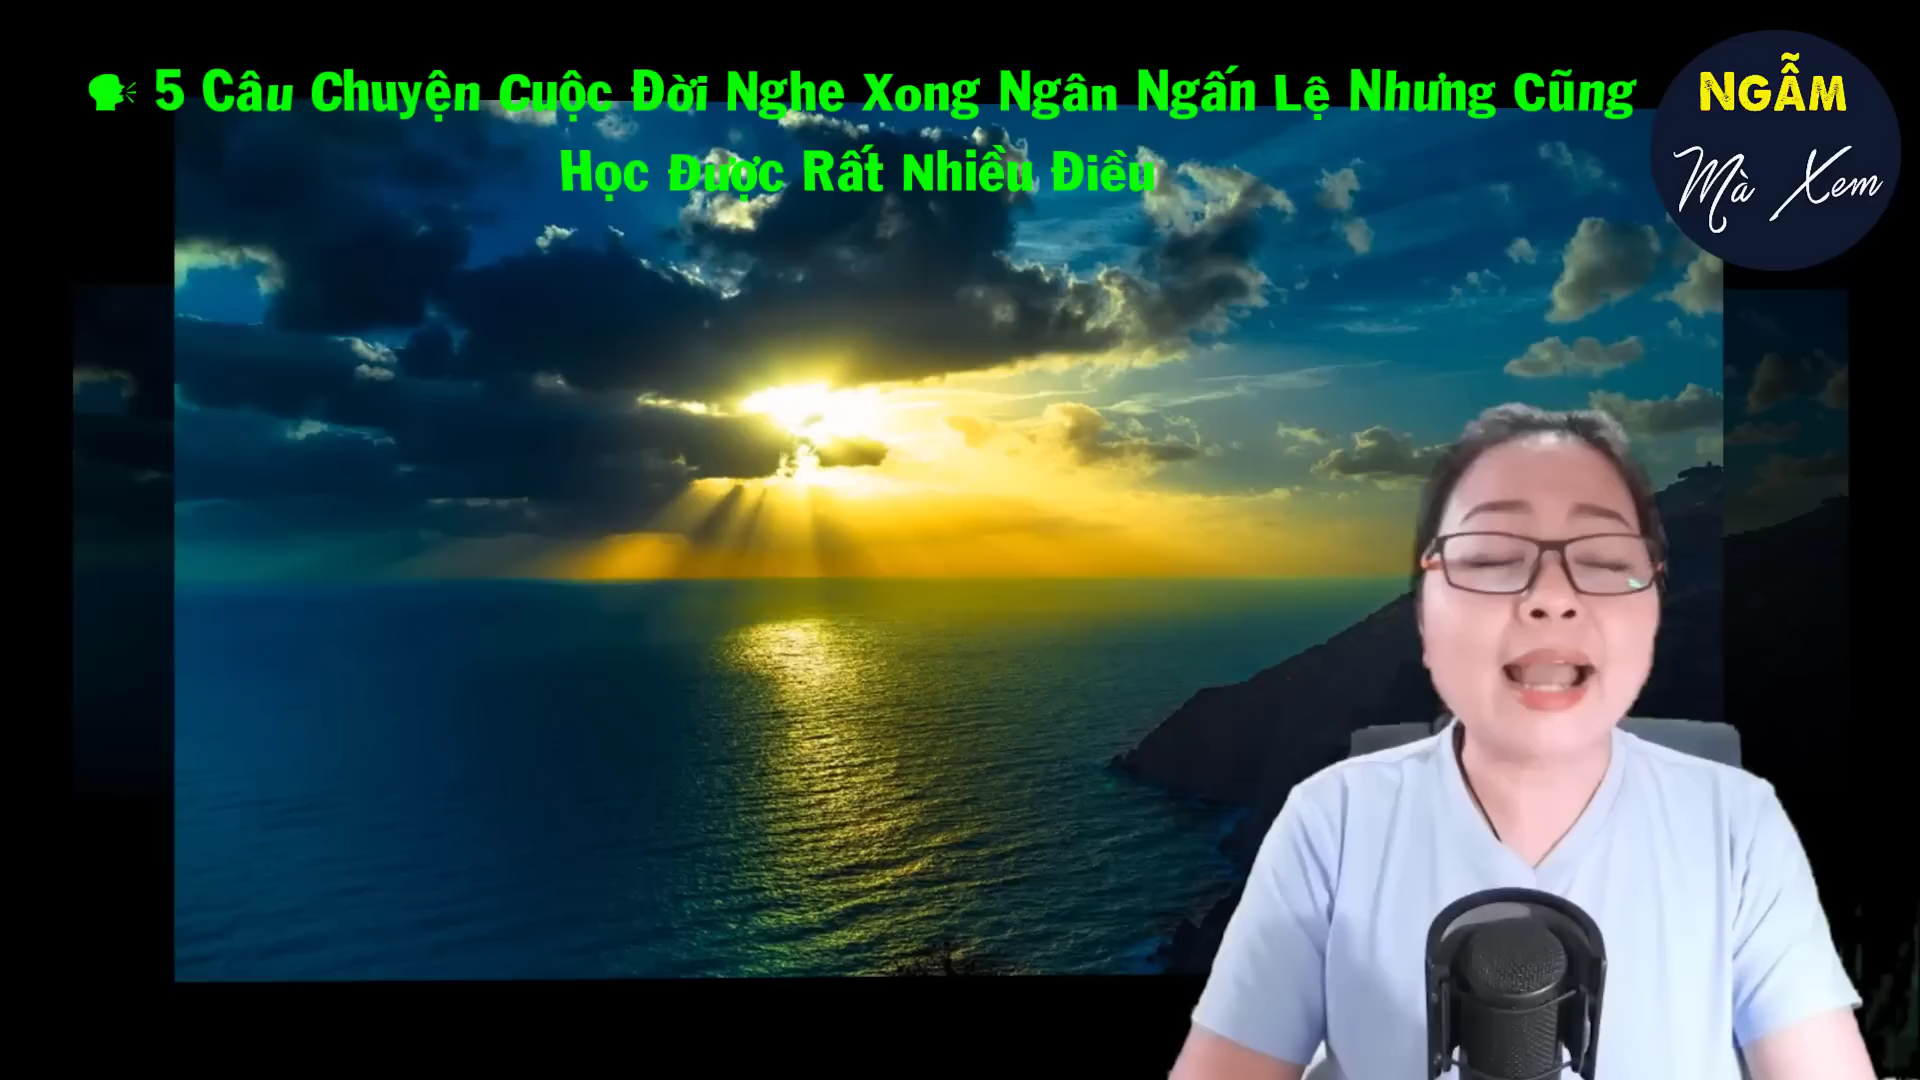 5 Câu Chuyện Cuộc Đời Nghe Xong Ngân Ngấn Lệ Nhưng Cũng
Học Được Rất Nhiều Điều
NGẪM
Mà Xem